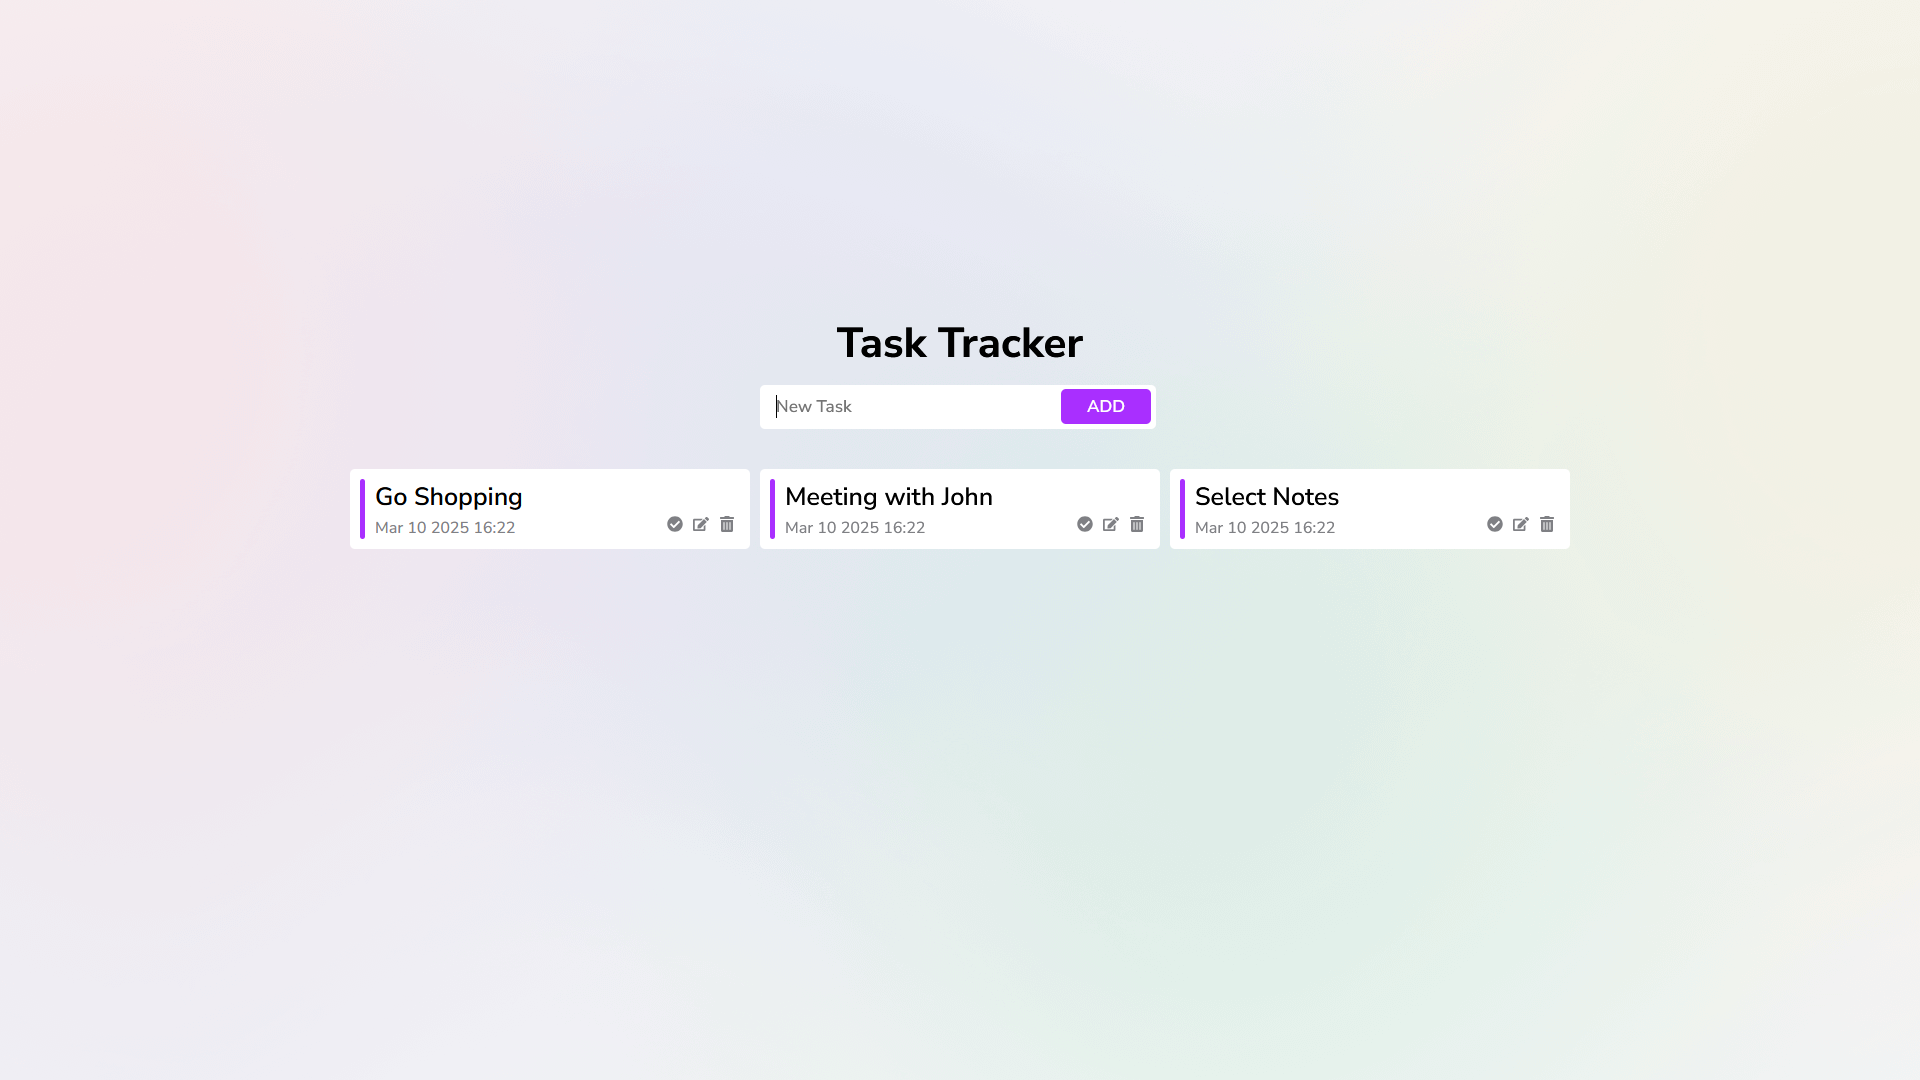 Task Tracker
New Task
ADD
Go Shopping
Mar 10 2025 16:22
Meeting with John
Mar 10 2025 16:22
Select Notes
Mar 10 2025 16:22